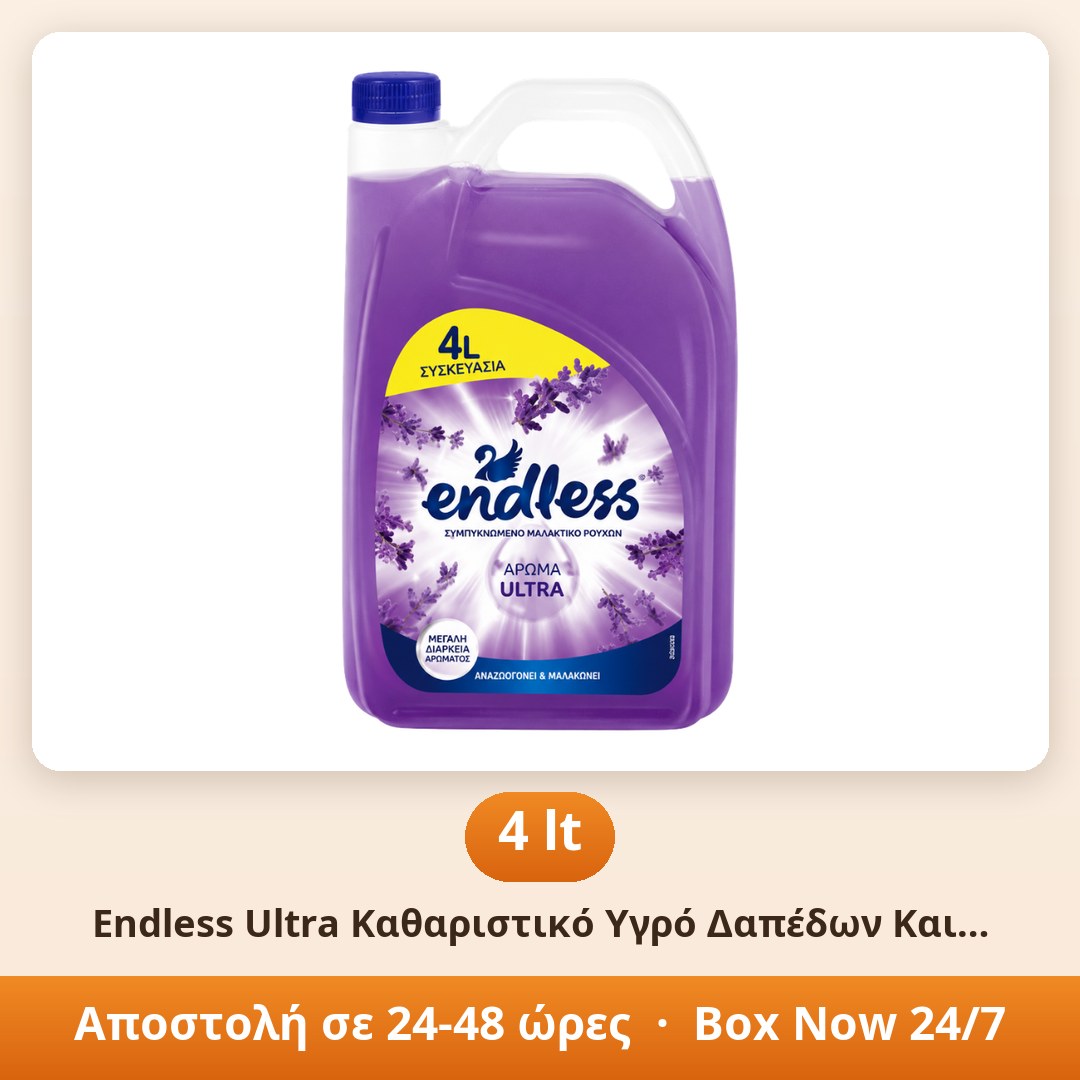 4L
ΣΥΣΚΕΥΑΣΙΑ
endless
ΣΥΜΠΥΚΝΩΜΕΝΟ ΜΑΛΑΚΤΙΚΟ ΡΟΥΧΩΝ
ΑΡΩΜΑ
ULTRA
ΜΕΓΑΛΗ
ΔΙΑΡΚΕΙΑ
ΑΡΩΜΑΤΟΣ
ΑΝΑΖΩΟΓΟΝΕΙ & ΜΑΛΑΚΩΝΕΙ
4 lt
Endless Ultra Καθαριστικό Υγρό Δαπέδων Και...
Αποστολή σε 24-48 ώρες · Box Now 24/7